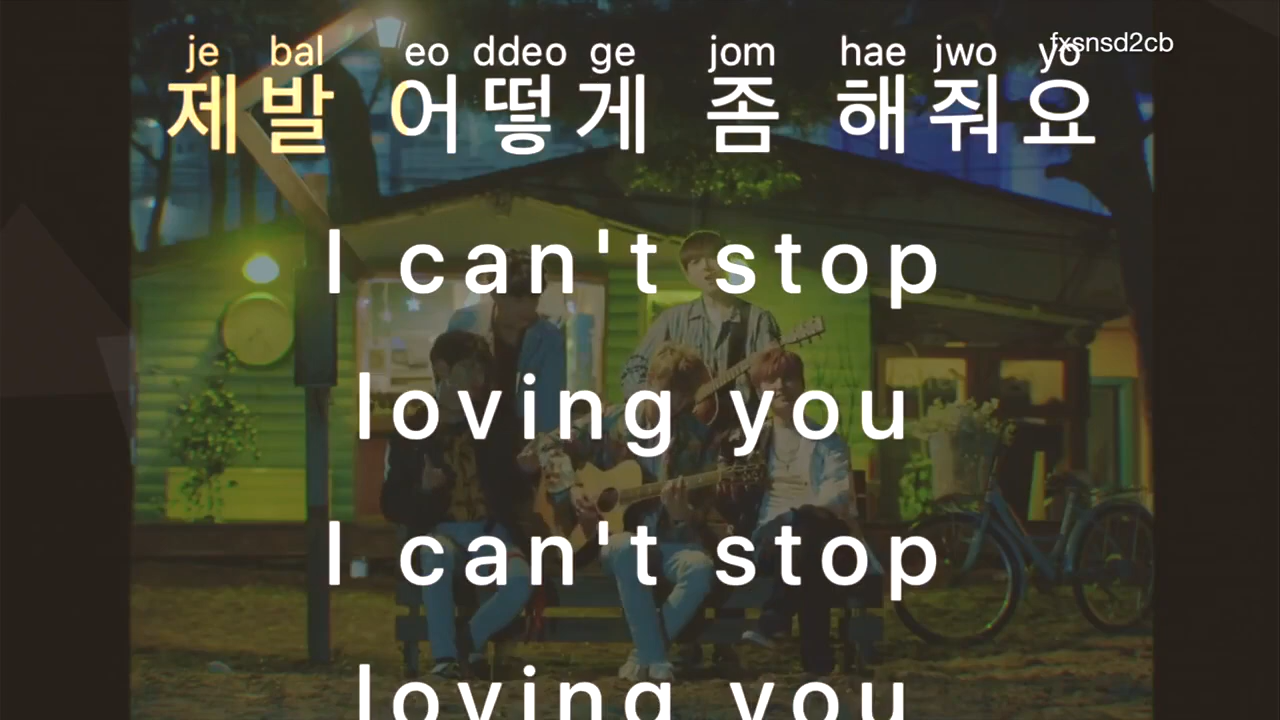 je bal eo ddeo ge jom hae jwo yo
fxsnsd2cb
제발 어떻게 좀 해줘요
I can't stop
loving you
I can't stop
loving you